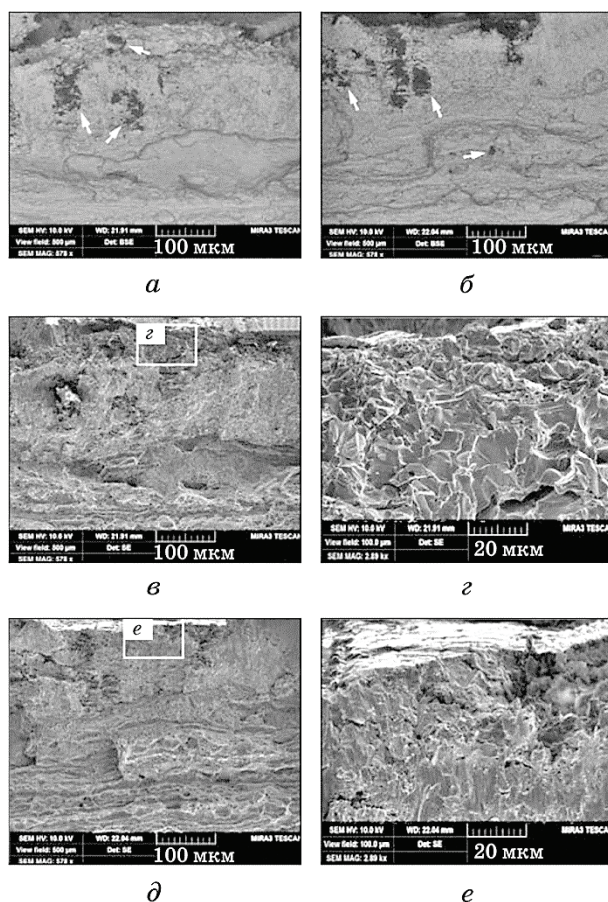 SEM HV: 10.0 kV WD: 21.91 mm MIRA3 TESCAN
View field: 500 µm Det: BSE
SEM MAG: 578 x 100 мкм
а
SEM HV: 10.0 kV WD: 22.04 mm MIRA3 TESCAN
View field: 500 µm Det: BSE
SEM MAG: 578 x 100 мкм
б
г
SEM HV: 10.0 kV WD: 21.91 mm MIRA3 TESCAN
View field: 500 µm Det: SE
SEM MAG: 578 x 100 мкм
в
SEM HV: 10.0 kV WD: 21.91 mm MIRA3 TESCAN
View field: 100.0 µm Det: SE
SEM MAG: 2.89 kx 20 мкм
г
е
SEM HV: 10.0 kV WD: 22.04 mm MIRA3 TESCAN
View field: 500 µm Det: SE
SEM MAG: 578 x 100 мкм
д
SEM HV: 10.0 kV WD: 22.04 mm MIRA3 TESCAN
View field: 100.0 µm Det: SE
SEM MAG: 2.89 kx 20 мкм
е